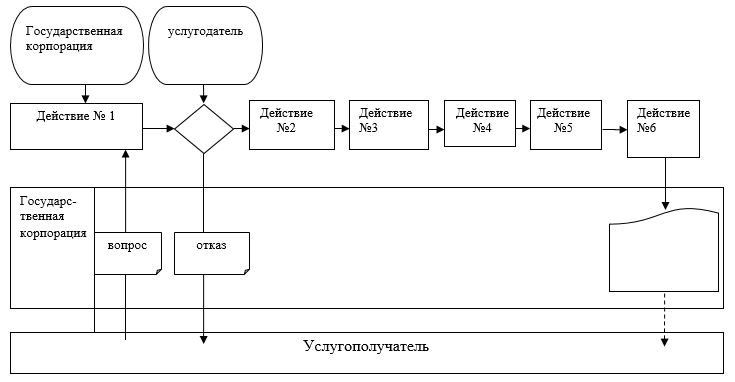 Государственная
корпорация
услугодатель
Действие № 1
Действие
№2
Действие
№3
Действие
№4
Действие
№5
Действие
№6
Государс-
твенная
корпорация
вопрос
отказ
Услугополучатель